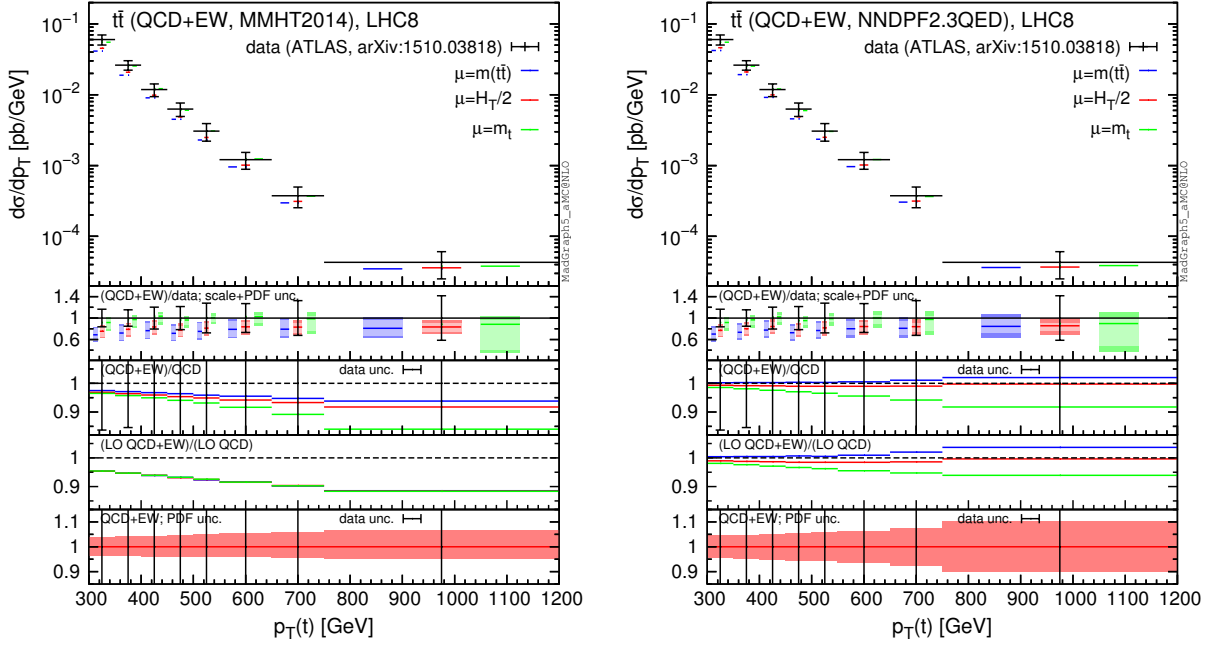 tt̄ (QCD+EW, MMHT2014), LHC8
data (ATLAS, arXiv:1510.03818)
μ=m(tt̄)
μ=H_T/2
μ=m_t
dσ/dp_T [pb/GeV]
10⁻¹
10⁻²
10⁻³
10⁻⁴
MadGraph5_aMC@NLO
(QCD+EW)/data; scale+PDF unc.
1.4
1
0.6
(QCD+EW)/QCD
data unc.
1
0.9
(LO QCD+EW)/(LO QCD)
1
0.9
QCD+EW; PDF unc.
data unc.
1.1
1
0.9
300 400 500 600 700 800 900 1000 1100 1200
p_T(t) [GeV]
tt̄ (QCD+EW, NNDPF2.3QED), LHC8
data (ATLAS, arXiv:1510.03818)
μ=m(tt̄)
μ=H_T/2
μ=m_t
dσ/dp_T [pb/GeV]
10⁻¹
10⁻²
10⁻³
10⁻⁴
MadGraph5_aMC@NLO
(QCD+EW)/data; scale+PDF unc.
1.4
1
0.6
(QCD+EW)/QCD
data unc.
1
0.9
(LO QCD+EW)/(LO QCD)
1
0.9
QCD+EW; PDF unc.
data unc.
1.1
1
0.9
300 400 500 600 700 800 900 1000 1100 1200
p_T(t) [GeV]